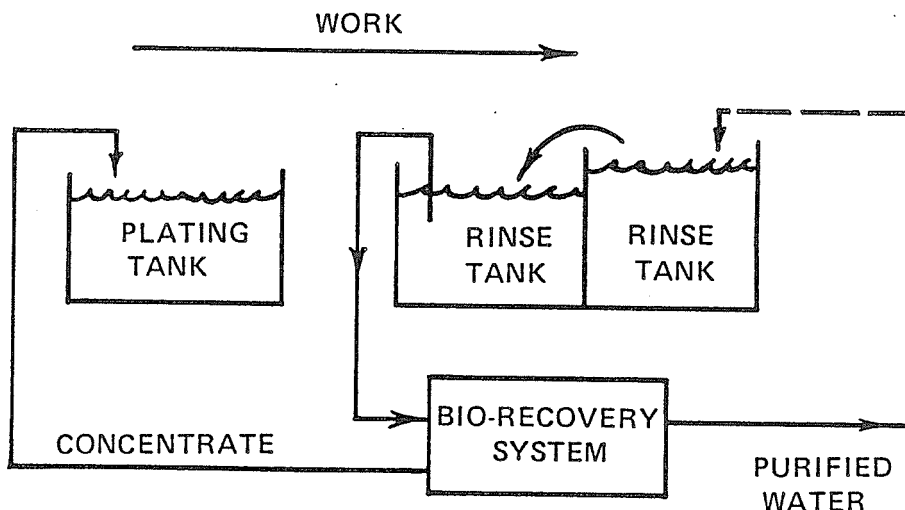 WORK
PLATING
TANK
RINSE
TANK
RINSE
TANK
BIO-RECOVERY
SYSTEM
CONCENTRATE
PURIFIED
WATER